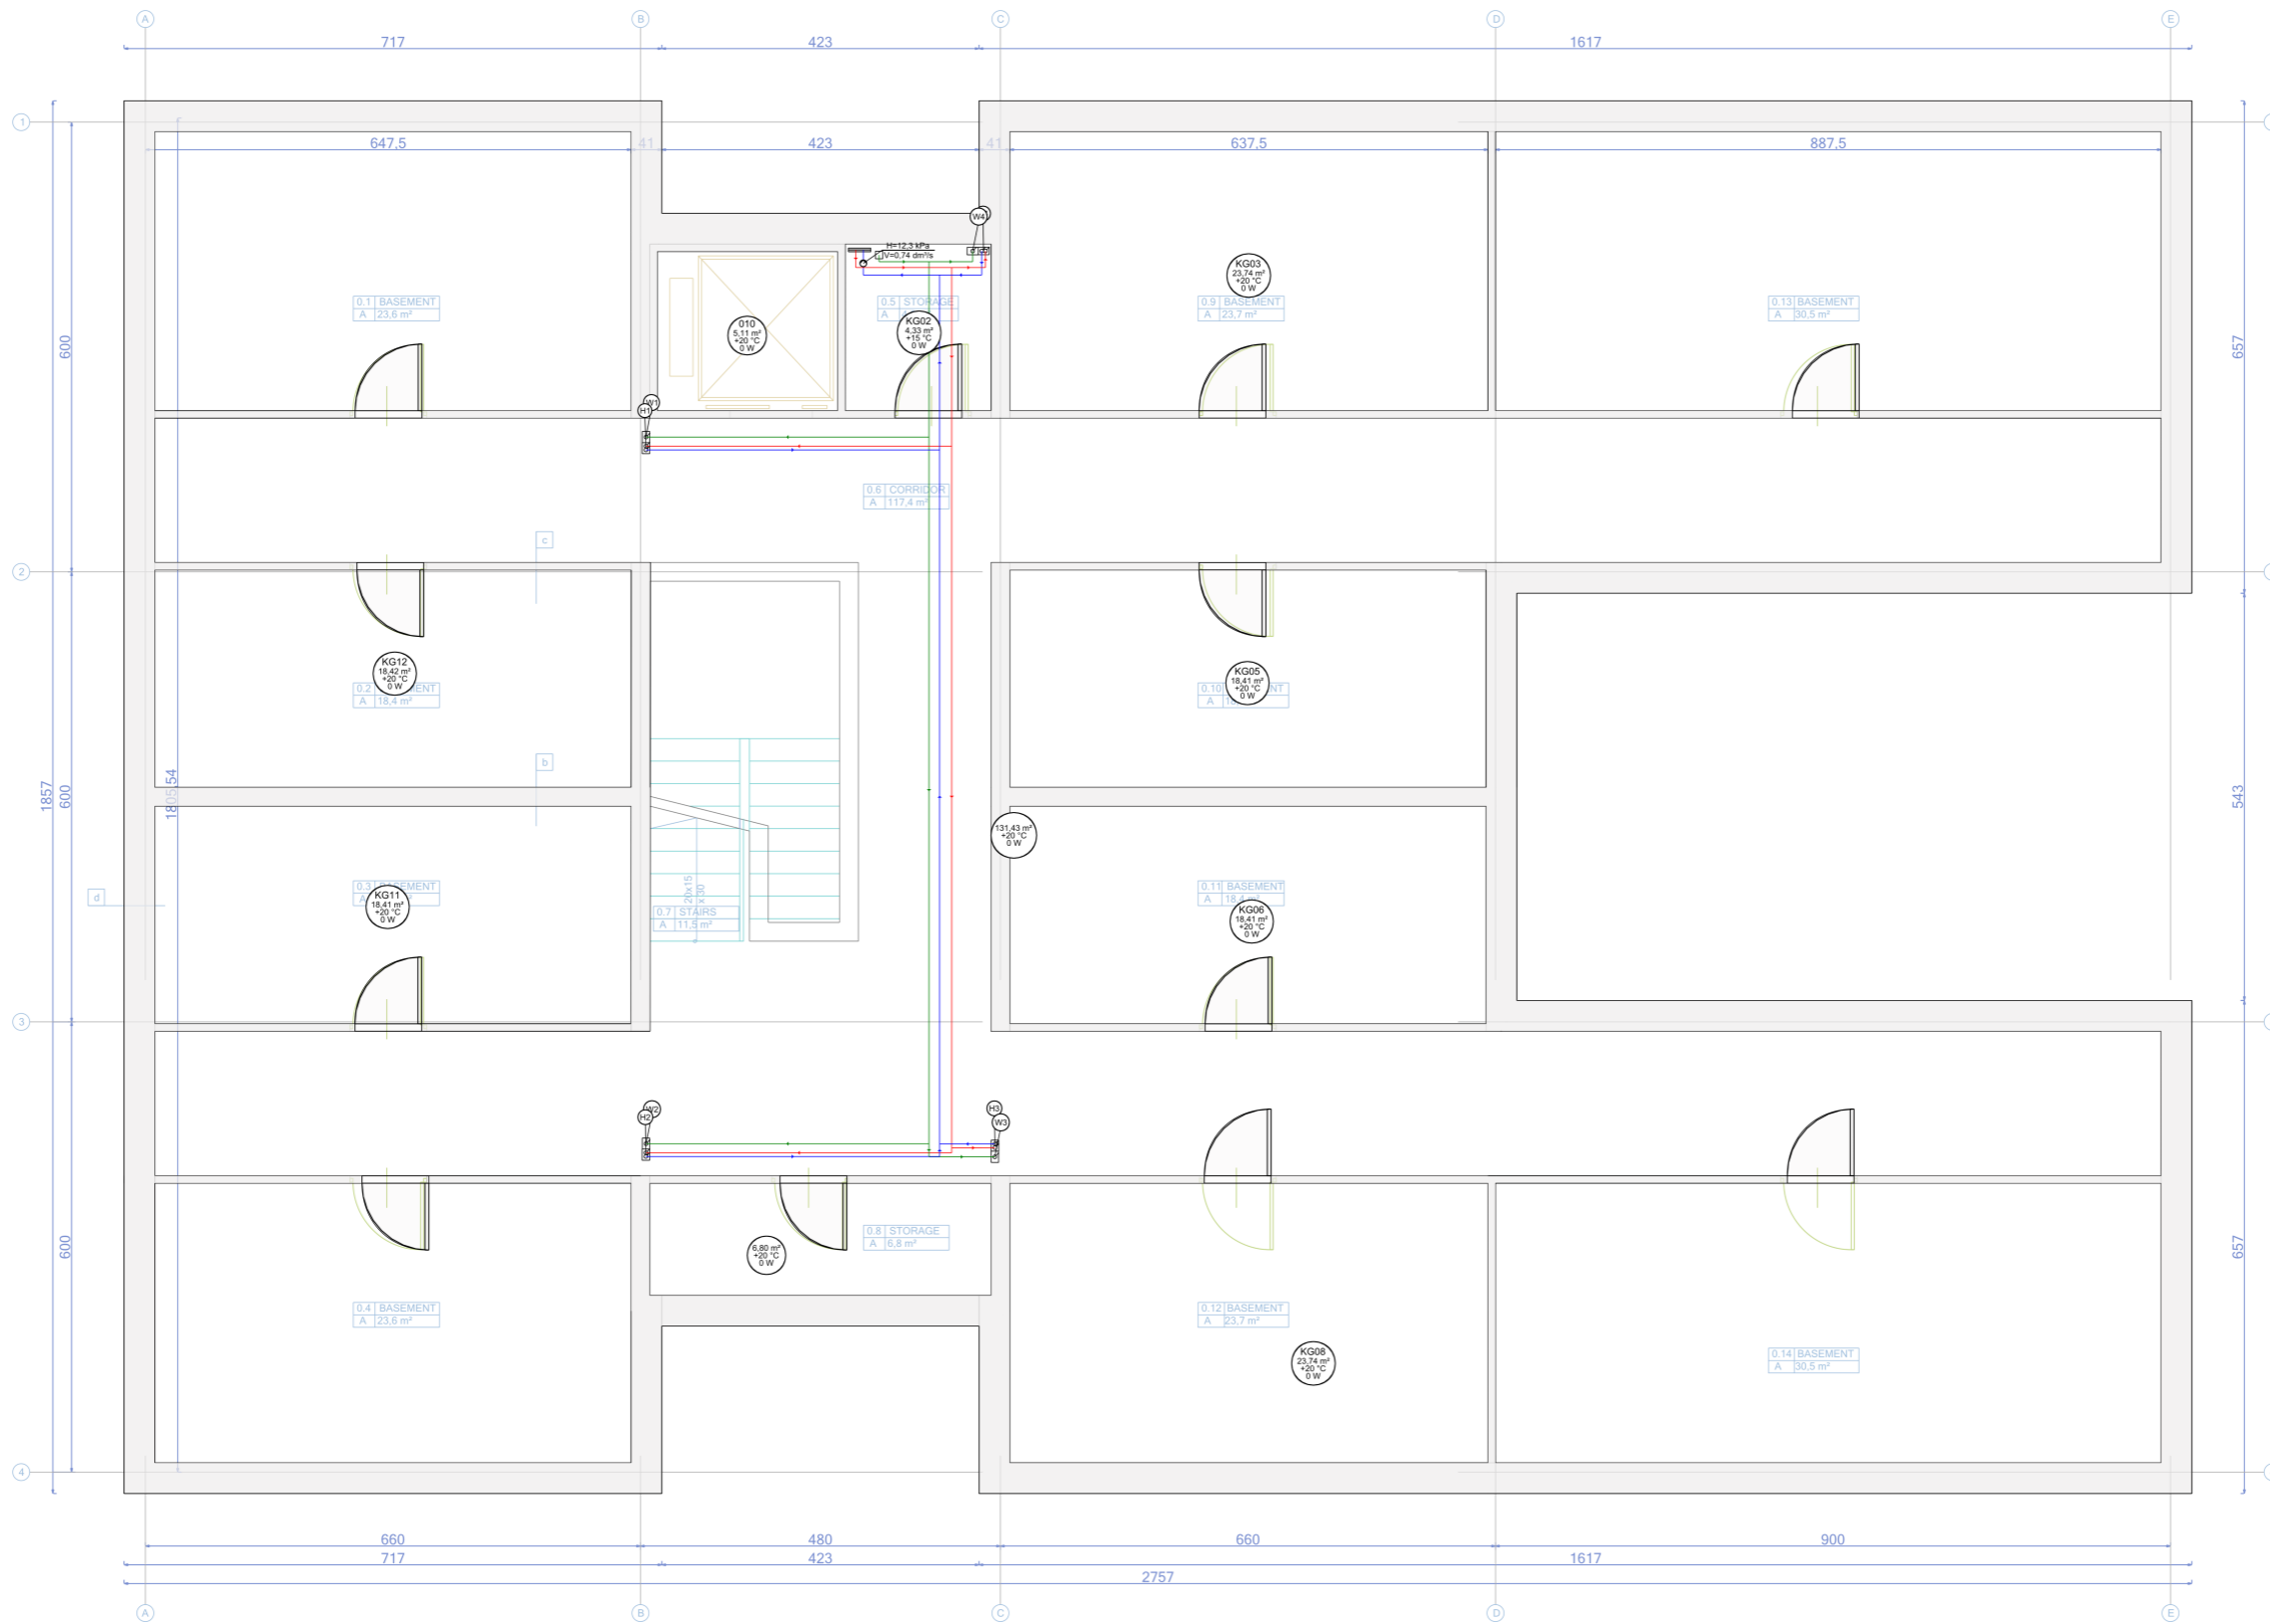 A
B
C
D
E
717
423
1617
1
647,5
41
423
41
637,5
887,5
W4
H=12,3 kPa
V=0,74 dm³/s
KG03
23,74 m²
+20 °C
0 W
0.1 BASEMENT
A 23,6 m²
0.5 STORAGE
A
0.9 BASEMENT
A 23,7 m²
0.13 BASEMENT
A 30,5 m²
010
5,11 m²
+20 °C
0 W
KG02
4,33 m²
+15 °C
0 W
600
657
W1
H1
0.6 CORRIDOR
A 117,4 m²
c
2
KG12
18,42 m²
+20 °C
0 W
0.2
A 18,4 m²
KG05
18,41 m²
+20 °C
0 W
0.10
A
b
1857
600
1805,54
543
131,43 m²
+20 °C
0 W
d
0.3
A
KG11
18,41 m²
+20 °C
0 W
20x15
x 30
0.7 STAIRS
A 11,5 m²
0.11 BASEMENT
A 18,4
KG06
18,41 m²
+20 °C
0 W
3
W2
H2
H3
W3
600
657
6,80 m²
+20 °C
0 W
0.8 STORAGE
A 6,8 m²
0.4 BASEMENT
A 23,6 m²
0.12 BASEMENT
A 23,7 m²
KG08
23,74 m²
+20 °C
0 W
0.14 BASEMENT
A 30,5 m²
4
660
480
660
900
717
423
1617
2757
A
B
C
D
E